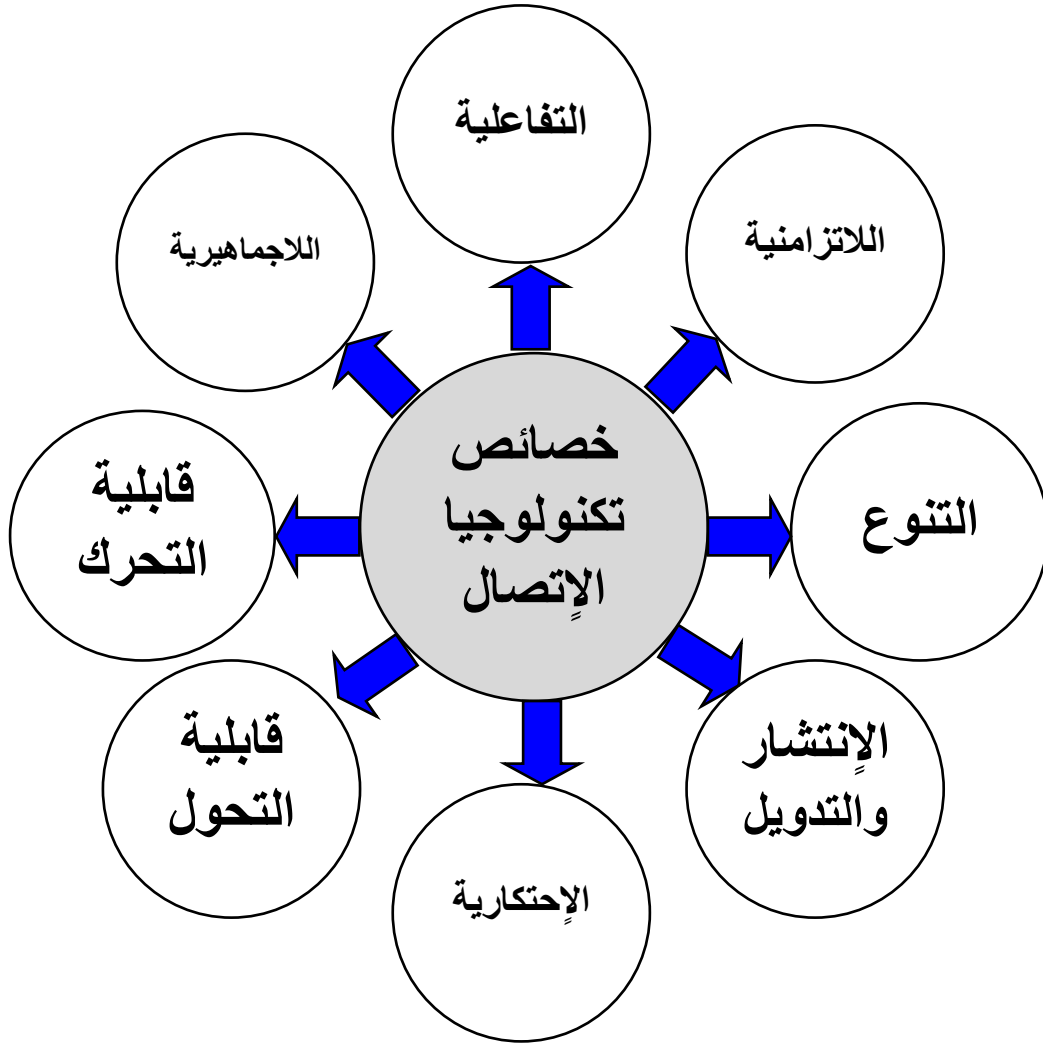 التفاعلية
اللاتزامنية
اللاجماهيرية
خصائص
تكنولوجيا
الإتصال
التنوع
قابلية
التحرك
الإنتشار
والتدويل
قابلية
التحول
الإحتكارية